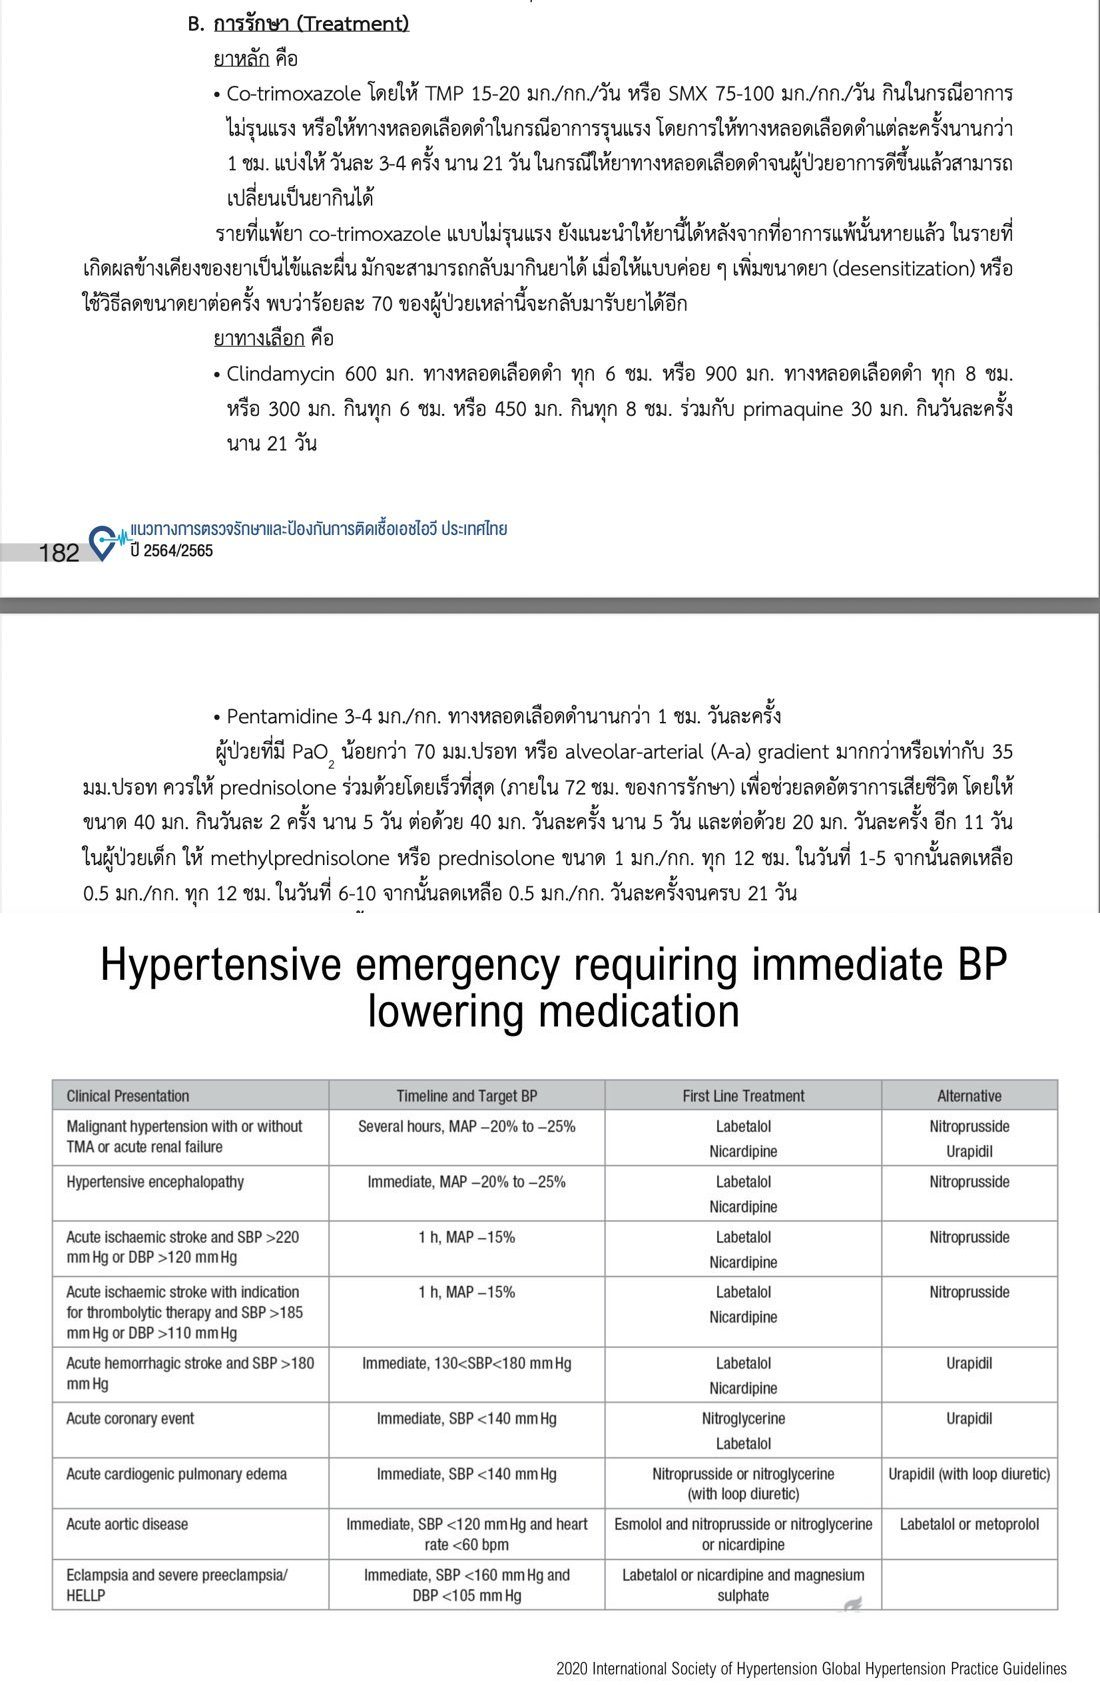 B. การรักษา (Treatment)
ยาหลัก คือ
• Co-trimoxazole โดยให้ TMP 15-20 มก./กก./วัน หรือ SMX 75-100 มก./กก./วัน กินในกรณีอาการ
ไม่รุนแรง หรือให้ทางหลอดเลือดดำในกรณีอาการรุนแรง โดยการให้ทางหลอดเลือดดำแต่ละครั้งนานกว่า
1 ชม. แบ่งให้ วันละ 3-4 ครั้ง นาน 21 วัน ในกรณีให้ยาทางหลอดเลือดดำจนผู้ป่วยอาการดีขึ้นแล้วสามารถ
เปลี่ยนเป็นยากินได้
รายที่แพ้ยา co-trimoxazole แบบไม่รุนแรง ยังแนะนำให้ยานี้ได้หลังจากที่อาการแพ้นั้นหายแล้ว ในรายที่
เกิดผลข้างเคียงของยาเป็นไข้และผื่น มักจะสามารถกลับมากินยาได้ เมื่อให้แบบค่อย ๆ เพิ่มขนาดยา (desensitization) หรือ
ใช้วิธีลดขนาดยาต่อครั้ง พบว่าร้อยละ 70 ของผู้ป่วยเหล่านี้จะกลับมารับยาได้อีก
ยาทางเลือก คือ
• Clindamycin 600 มก. ทางหลอดเลือดดำ ทุก 6 ชม. หรือ 900 มก. ทางหลอดเลือดดำ ทุก 8 ชม.
หรือ 300 มก. กินทุก 6 ชม. หรือ 450 มก. กินทุก 8 ชม. ร่วมกับ primaquine 30 มก. กินวันละครั้ง
นาน 21 วัน
182
แนวทางการตรวจรักษาและป้องกันการติดเชื้อเอชไอวี ประเทศไทย
ปี 2564/2565
• Pentamidine 3-4 มก./กก. ทางหลอดเลือดดำนานกว่า 1 ชม. วันละครั้ง
ผู้ป่วยที่มี PaO2 น้อยกว่า 70 มม.ปรอท หรือ alveolar-arterial (A-a) gradient มากกว่าหรือเท่ากับ 35
มม.ปรอท ควรให้ prednisolone ร่วมด้วยโดยเร็วที่สุด (ภายใน 72 ชม. ของการรักษา) เพื่อช่วยลดอัตราการเสียชีวิต โดยให้
ขนาด 40 มก. กินวันละ 2 ครั้ง นาน 5 วัน ต่อด้วย 40 มก. วันละครั้ง นาน 5 วัน และต่อด้วย 20 มก. วันละครั้ง อีก 11 วัน
ในผู้ป่วยเด็ก ให้ methylprednisolone หรือ prednisolone ขนาด 1 มก./กก. ทุก 12 ชม. ในวันที่ 1-5 จากนั้นลดเหลือ
0.5 มก./กก. ทุก 12 ชม. ในวันที่ 6-10 จากนั้นลดเหลือ 0.5 มก./กก. วันละครั้งจนครบ 21 วัน
Hypertensive emergency requiring immediate BP
lowering medication
Clinical Presentation Timeline and Target BP First Line Treatment Alternative
Malignant hypertension with or without Several hours, MAP –20% to –25% Labetalol Nitroprusside
TMA or acute renal failure Nicardipine Urapidil
Hypertensive encephalopathy Immediate, MAP –20% to –25% Labetalol Nitroprusside
Nicardipine
Acute ischaemic stroke and SBP >220 1 h, MAP –15% Labetalol Nitroprusside
mm Hg or DBP >120 mm Hg Nicardipine
Acute ischaemic stroke with indication 1 h, MAP –15% Labetalol Nitroprusside
for thrombolytic therapy and SBP >185 Nicardipine
mm Hg or DBP >110 mm Hg
Acute hemorrhagic stroke and SBP >180 Immediate, 130<SBP<180 mm Hg Labetalol Urapidil
mm Hg Nicardipine
Acute coronary event Immediate, SBP <140 mm Hg Nitroglycerine Urapidil
Labetalol
Acute cardiogenic pulmonary edema Immediate, SBP <140 mm Hg Nitroprusside or nitroglycerine Urapidil (with loop diuretic)
(with loop diuretic)
Acute aortic disease Immediate, SBP <120 mm Hg and heart Esmolol and nitroprusside or nitroglycerine Labetalol or metoprolol
rate <60 bpm or nicardipine
Eclampsia and severe preeclampsia/ Immediate, SBP <160 mm Hg and Labetalol or nicardipine and magnesium
HELLP DBP <105 mm Hg sulphate
2020 International Society of Hypertension Global Hypertension Practice Guidelines